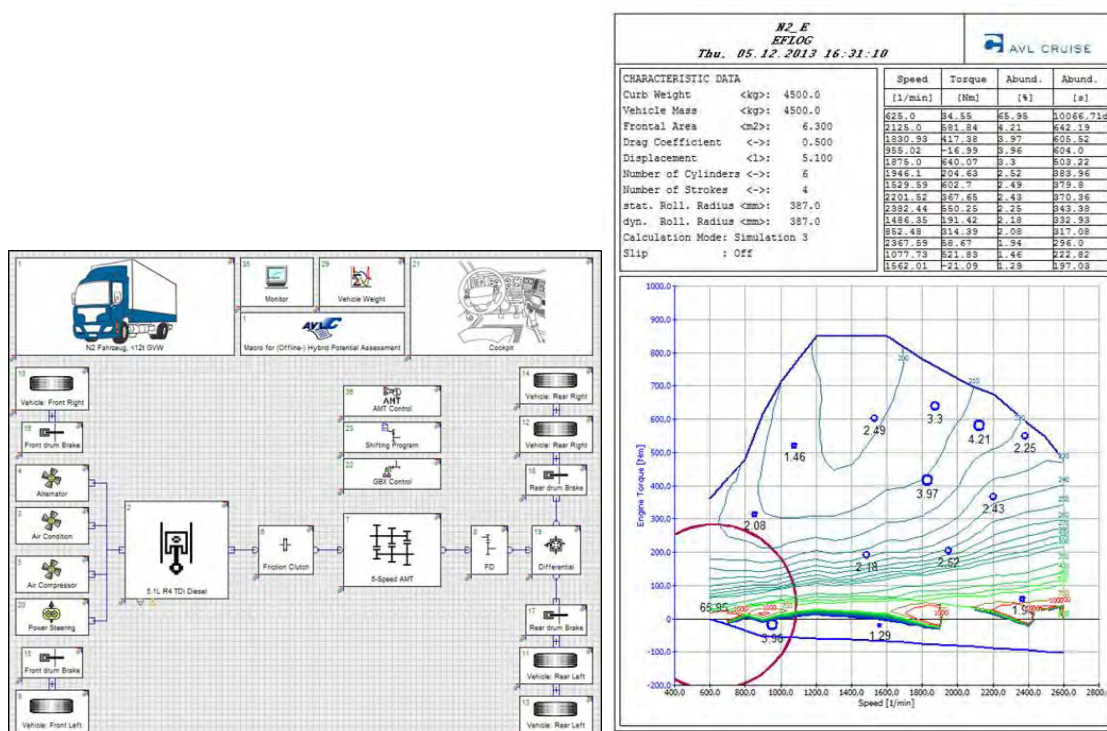 1
N2 Fahrzeug, <12t GVW
35
Monitor
29
Vehicle Weight
21
Cockpit
1
AVL C
Macro for (Offline-) Hybrid Potential Assessment
10
Vehicle: Front Right
Front drum Brake
4
Alternator
3
Air Condition
5
Air Compressor
20
Power Steering
Front drum Brake
Vehicle: Front Left
2
5.1L R4 TDi Diesel
6
Friction Clutch
AMT
AMT Control
23
Shifting Program
22
GBX Control
7
FD
14
Vehicle: Rear Right
12
Vehicle: Rear Right
18
Rear drum Brake
19
Differential
17
Rear drum Brake
11
Vehicle: Rear Left
13
Vehicle: Rear Left
N2_E
EFLOG
Thu, 05.12.2013 16:31:10
AVL CRUISE
CHARACTERISTIC DATA
Curb Weight <kg>: 4500.0
Vehicle Mass <kg>: 4500.0
Frontal Area <m2>: 6.300
Drag Coefficient <->: 0.500
Displacement <l>: 5.100
Number of Cylinders <->: 6
Number of Strokes <->: 4
stat. Roll. Radius <mm>: 387.0
dyn. Roll. Radius <mm>: 387.0
Calculation Mode: Simulation 3
Slip : Off
Speed Torque Abund. Abund.
[1/min] [Nm] [%] [s]
625.0 34.55 65.95 10066.71
2125.0 581.84 4.21 642.19
1830.93 417.38 3.97 605.52
955.02 -16.99 3.96 604.0
1875.0 640.07 3.3 503.22
1946.1 204.63 2.52 383.96
1529.59 602.7 2.49 379.8
2201.52 367.65 2.43 370.36
2382.44 550.25 2.25 343.38
1486.35 191.42 2.18 332.93
852.48 314.39 2.08 317.08
2367.59 58.67 1.94 296.0
1077.73 521.83 1.46 222.82
1562.01 -21.09 1.29 197.03
1000.0
900.0
800.0
700.0
600.0
500.0
400.0
300.0
200.0
100.0
0.0
-100.0
-200.0
Engine Torque [Nm]
200
210
2.49
3.3
4.21
2.25
1.46
3.97
2.43
2.08
2.18
2.52
65.95
1.9
3.96
1.29
400.0 600.0 800.0 1000.0 1200.0 1400.0 1600.0 1800.0 2000.0 2200.0 2400.0 2600.0 2800.0
Speed [1/min]